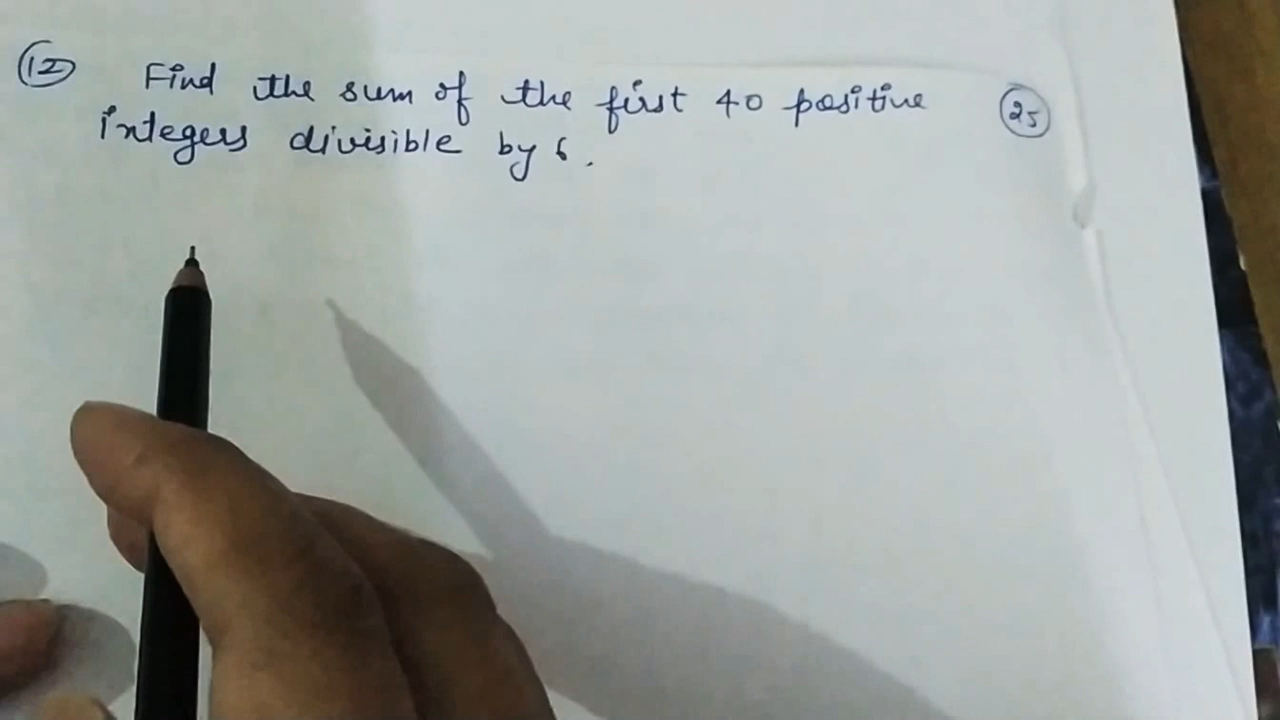 12 Find the sum of the first 40 positive 25
integers divisible by 6.